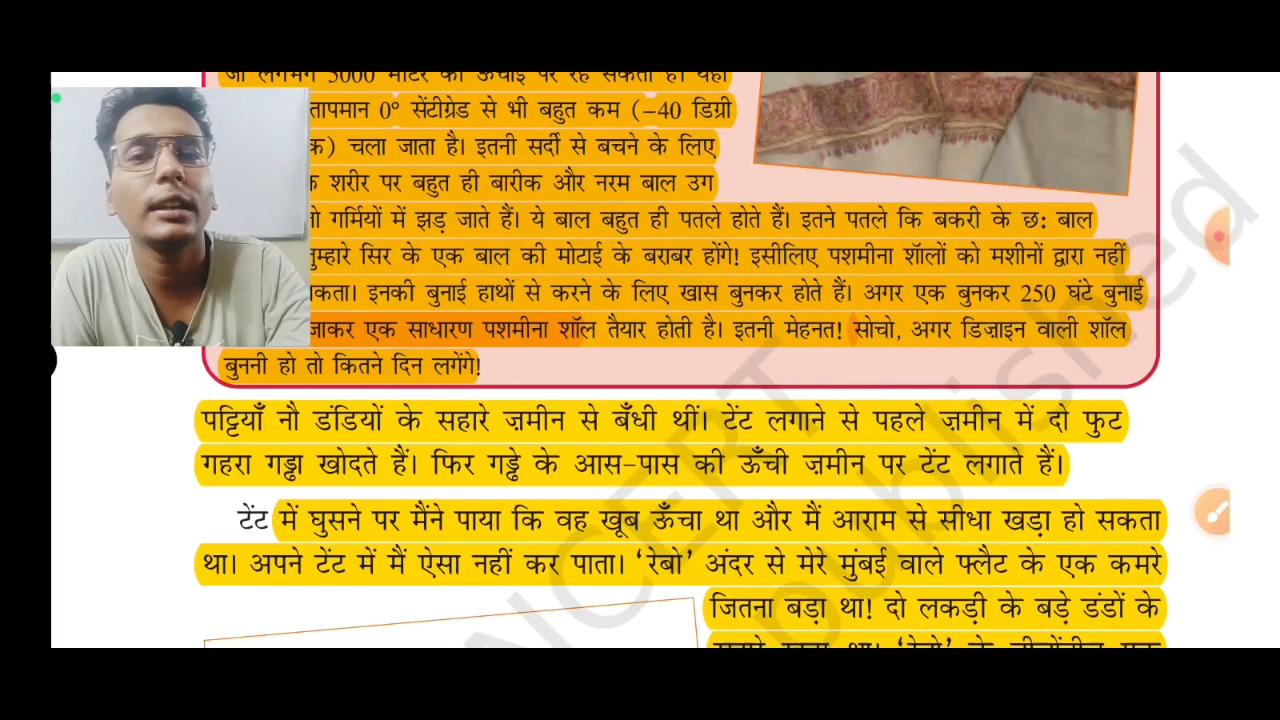 जो लगभग 5000 मीटर की ऊँचाई पर रह सकती है। यहाँ
तापमान 0° सेंटीग्रेड से भी बहुत कम (−40 डिग्री
चला जाता है। इतनी सर्दी से बचने के लिए
शरीर पर बहुत ही बारीक और नरम बाल उग
गर्मियों में झड़ जाते हैं। ये बाल बहुत ही पतले होते हैं। इतने पतले कि बकरी के छः बाल
तुम्हारे सिर के एक बाल की मोटाई के बराबर होंगे! इसीलिए पशमीना शॉलों को मशीनों द्वारा नहीं
इनकी बुनाई हाथों से करने के लिए खास बुनकर होते हैं। अगर एक बुनकर 250 घंटे बुनाई
जाकर एक साधारण पशमीना शॉल तैयार होती है। इतनी मेहनत! सोचो, अगर डिज़ाइन वाली शॉल
बुननी हो तो कितने दिन लगेंगे!
पट्टियाँ नौ डंडियों के सहारे ज़मीन से बँधी थीं। टेंट लगाने से पहले ज़मीन में दो फुट
गहरा गड्ढा खोदते हैं। फिर गड्ढे के आस-पास की ऊँची ज़मीन पर टेंट लगाते हैं।
टेंट में घुसने पर मैंने पाया कि वह खूब ऊँचा था और मैं आराम से सीधा खड़ा हो सकता
था। अपने टेंट में मैं ऐसा नहीं कर पाता। ‘रेबो’ अंदर से मेरे मुंबई वाले फ्लैट के एक कमरे
जितना बड़ा था! दो लकड़ी के बड़े डंडों के
NCERT
published